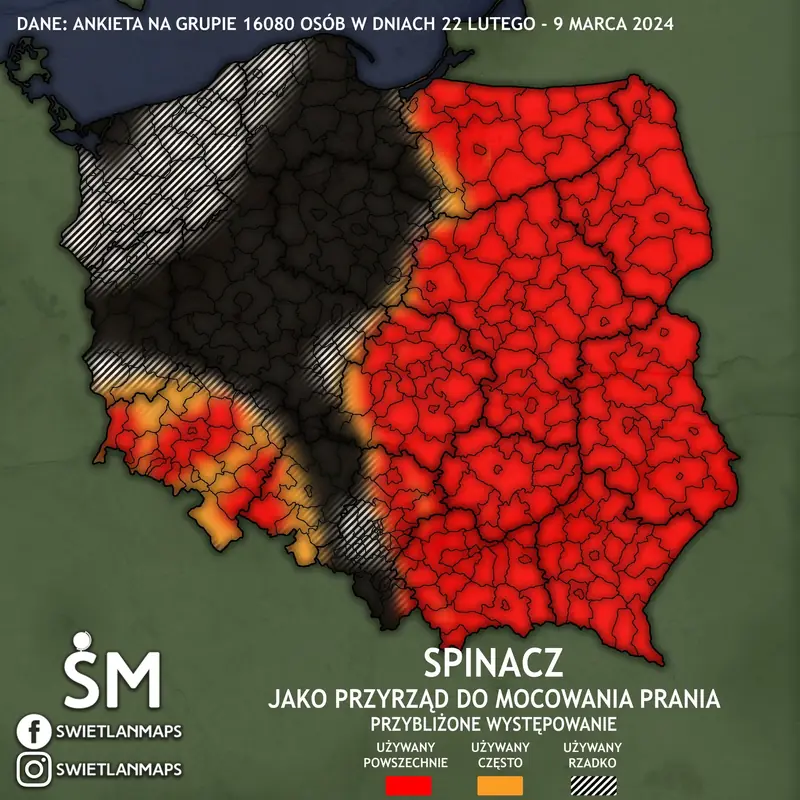 DANE: ANKIETA NA GRUPIE 16080 OSÓB W DNIACH 22 LUTEGO - 9 MARCA 2024
ŚM
SWIETLANMAPS
SWIETLANMAPS
SPINACZ
JAKO PRZYRZĄD DO MOCOWANIA PRANIA
PRZYBLIŻONE WYSTĘPOWANIE
UŻYWANY POWSZECHNIE
UŻYWANY CZĘSTO
UŻYWANY RZADKO